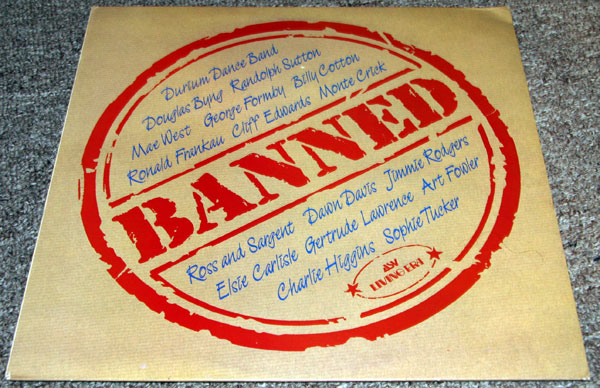 Durium Dance Band
Douglas Byng Randolph Sutton
Mae West George Formby Billy Cotton
Ronald Frankau Cliff Edwards Monte Crick
BANNED
Ross and Sargent Dawn Davis Jimmie Rodgers
Elsie Carlisle Gertrude Lawrence Art Fowler
Charlie Higgins Sophie Tucker
ASV
LIVING ERA